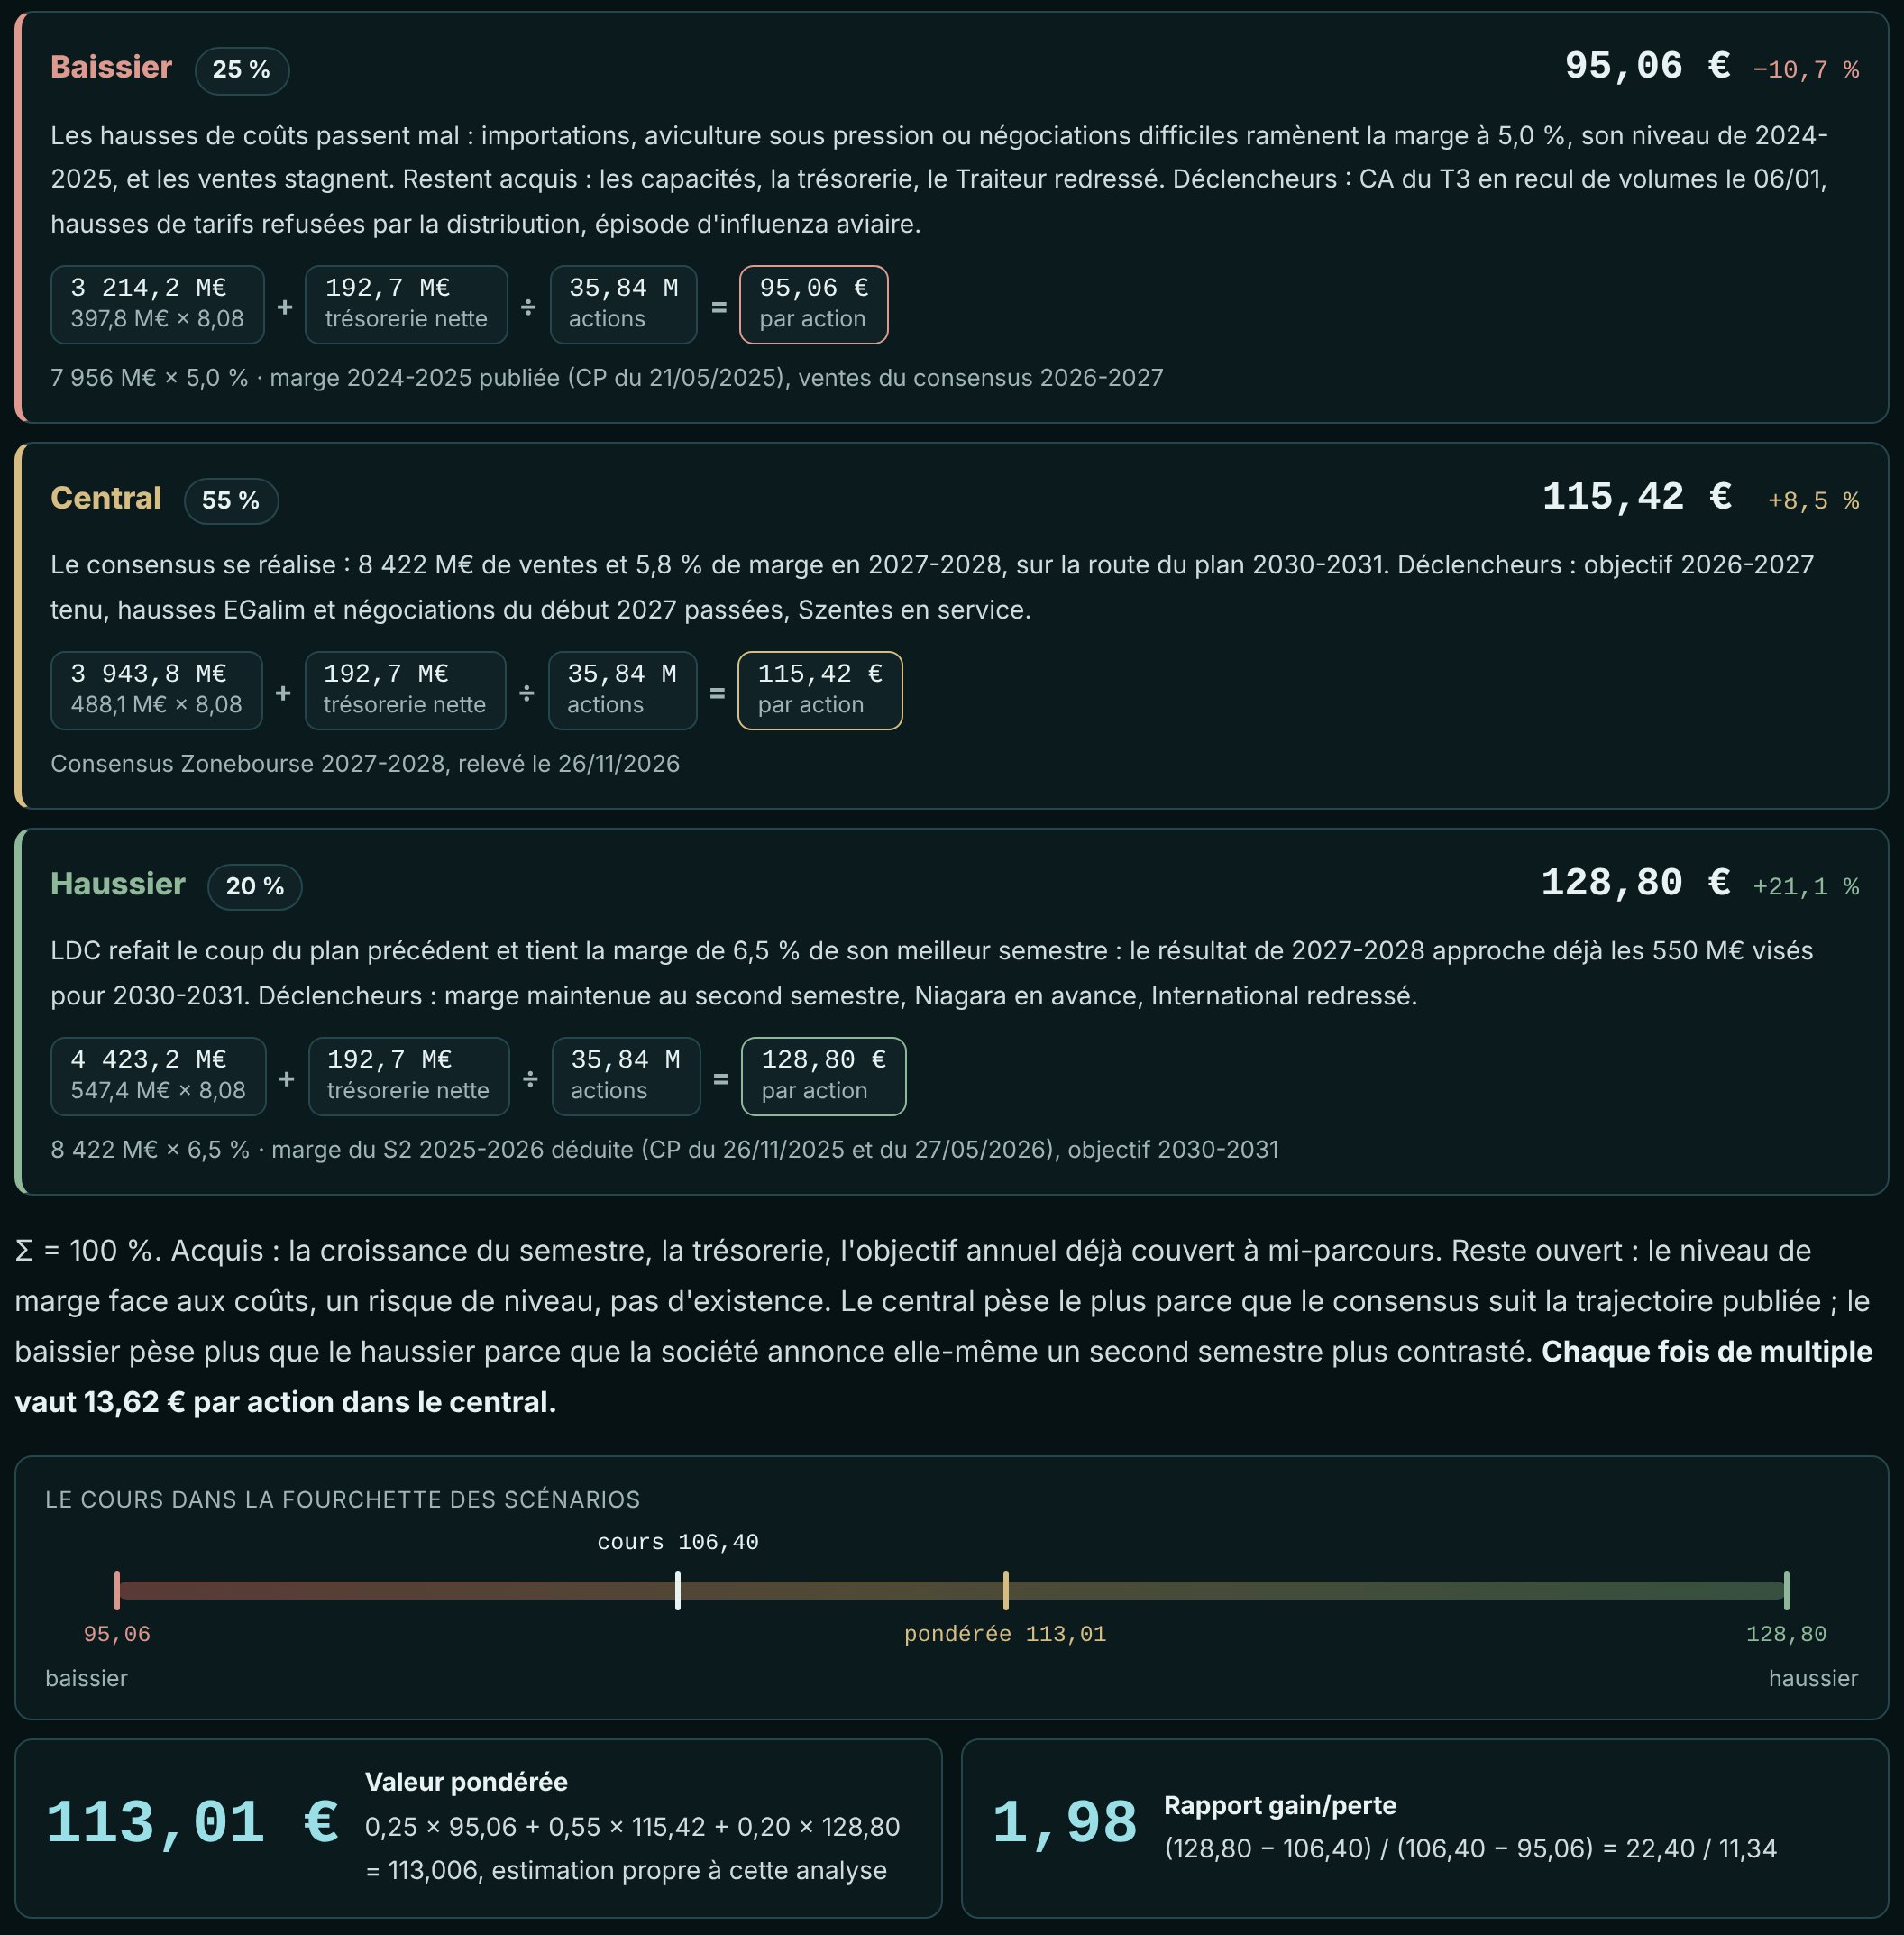 Baissier 25 % 95,06 € −10,7 %
Les hausses de coûts passent mal : importations, aviculture sous pression ou négociations difficiles ramènent la marge à 5,0 %, son niveau de 2024-
2025, et les ventes stagnent. Restent acquis : les capacités, la trésorerie, le Traiteur redressé. Déclencheurs : CA du T3 en recul de volumes le 06/01,
hausses de tarifs refusées par la distribution, épisode d'influenza aviaire.
3 214,2 M€ + 192,7 M€ ÷ 35,84 M = 95,06 €
397,8 M€ × 8,08 trésorerie nette actions par action
7 956 M€ × 5,0 % · marge 2024-2025 publiée (CP du 21/05/2025), ventes du consensus 2026-2027
Central 55 % 115,42 € +8,5 %
Le consensus se réalise : 8 422 M€ de ventes et 5,8 % de marge en 2027-2028, sur la route du plan 2030-2031. Déclencheurs : objectif 2026-2027
tenu, hausses EGalim et négociations du début 2027 passées, Szentes en service.
3 943,8 M€ + 192,7 M€ ÷ 35,84 M = 115,42 €
488,1 M€ × 8,08 trésorerie nette actions par action
Consensus Zonebourse 2027-2028, relevé le 26/11/2026
Haussier 20 % 128,80 € +21,1 %
LDC refait le coup du plan précédent et tient la marge de 6,5 % de son meilleur semestre : le résultat de 2027-2028 approche déjà les 550 M€ visés
pour 2030-2031. Déclencheurs : marge maintenue au second semestre, Niagara en avance, International redressé.
4 423,2 M€ + 192,7 M€ ÷ 35,84 M = 128,80 €
547,4 M€ × 8,08 trésorerie nette actions par action
8 422 M€ × 6,5 % · marge du S2 2025-2026 déduite (CP du 26/11/2025 et du 27/05/2026), objectif 2030-2031
Σ = 100 %. Acquis : la croissance du semestre, la trésorerie, l'objectif annuel déjà couvert à mi-parcours. Reste ouvert : le niveau de
marge face aux coûts, un risque de niveau, pas d'existence. Le central pèse le plus parce que le consensus suit la trajectoire publiée ; le
baissier pèse plus que le haussier parce que la société annonce elle-même un second semestre plus contrasté. Chaque fois de multiple
vaut 13,62 € par action dans le central.
LE COURS DANS LA FOURCHETTE DES SCÉNARIOS
cours 106,40
95,06 pondérée 113,01 128,80
baissier haussier
113,01 €
Valeur pondérée
0,25 × 95,06 + 0,55 × 115,42 + 0,20 × 128,80
= 113,006, estimation propre à cette analyse
1,98
Rapport gain/perte
(128,80 − 106,40) / (106,40 − 95,06) = 22,40 / 11,34